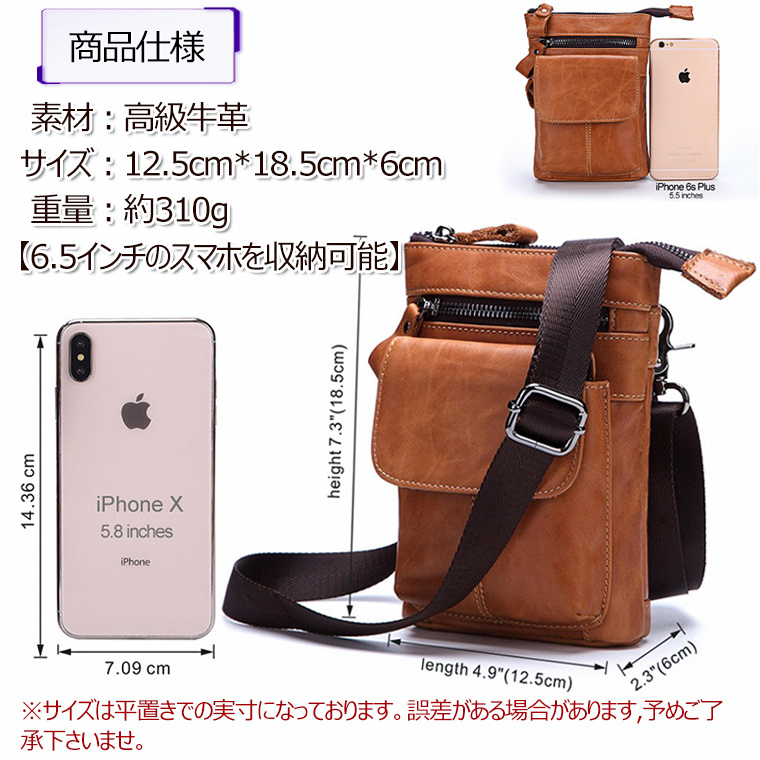 商品仕様
素材：高級牛革
サイズ：12.5cm*18.5cm*6cm
重量：約310g
【6.5インチのスマホを収納可能】
iPhone 6s Plus
5.5 inches
14.36 cm
iPhone X
5.8 inches
iPhone
7.09 cm
height 7.3"(18.5cm)
length 4.9"(12.5cm)
2.3"(6cm)
※サイズは平置きでの実寸になっております。誤差がある場合があります,予めご了
承下さいませ。